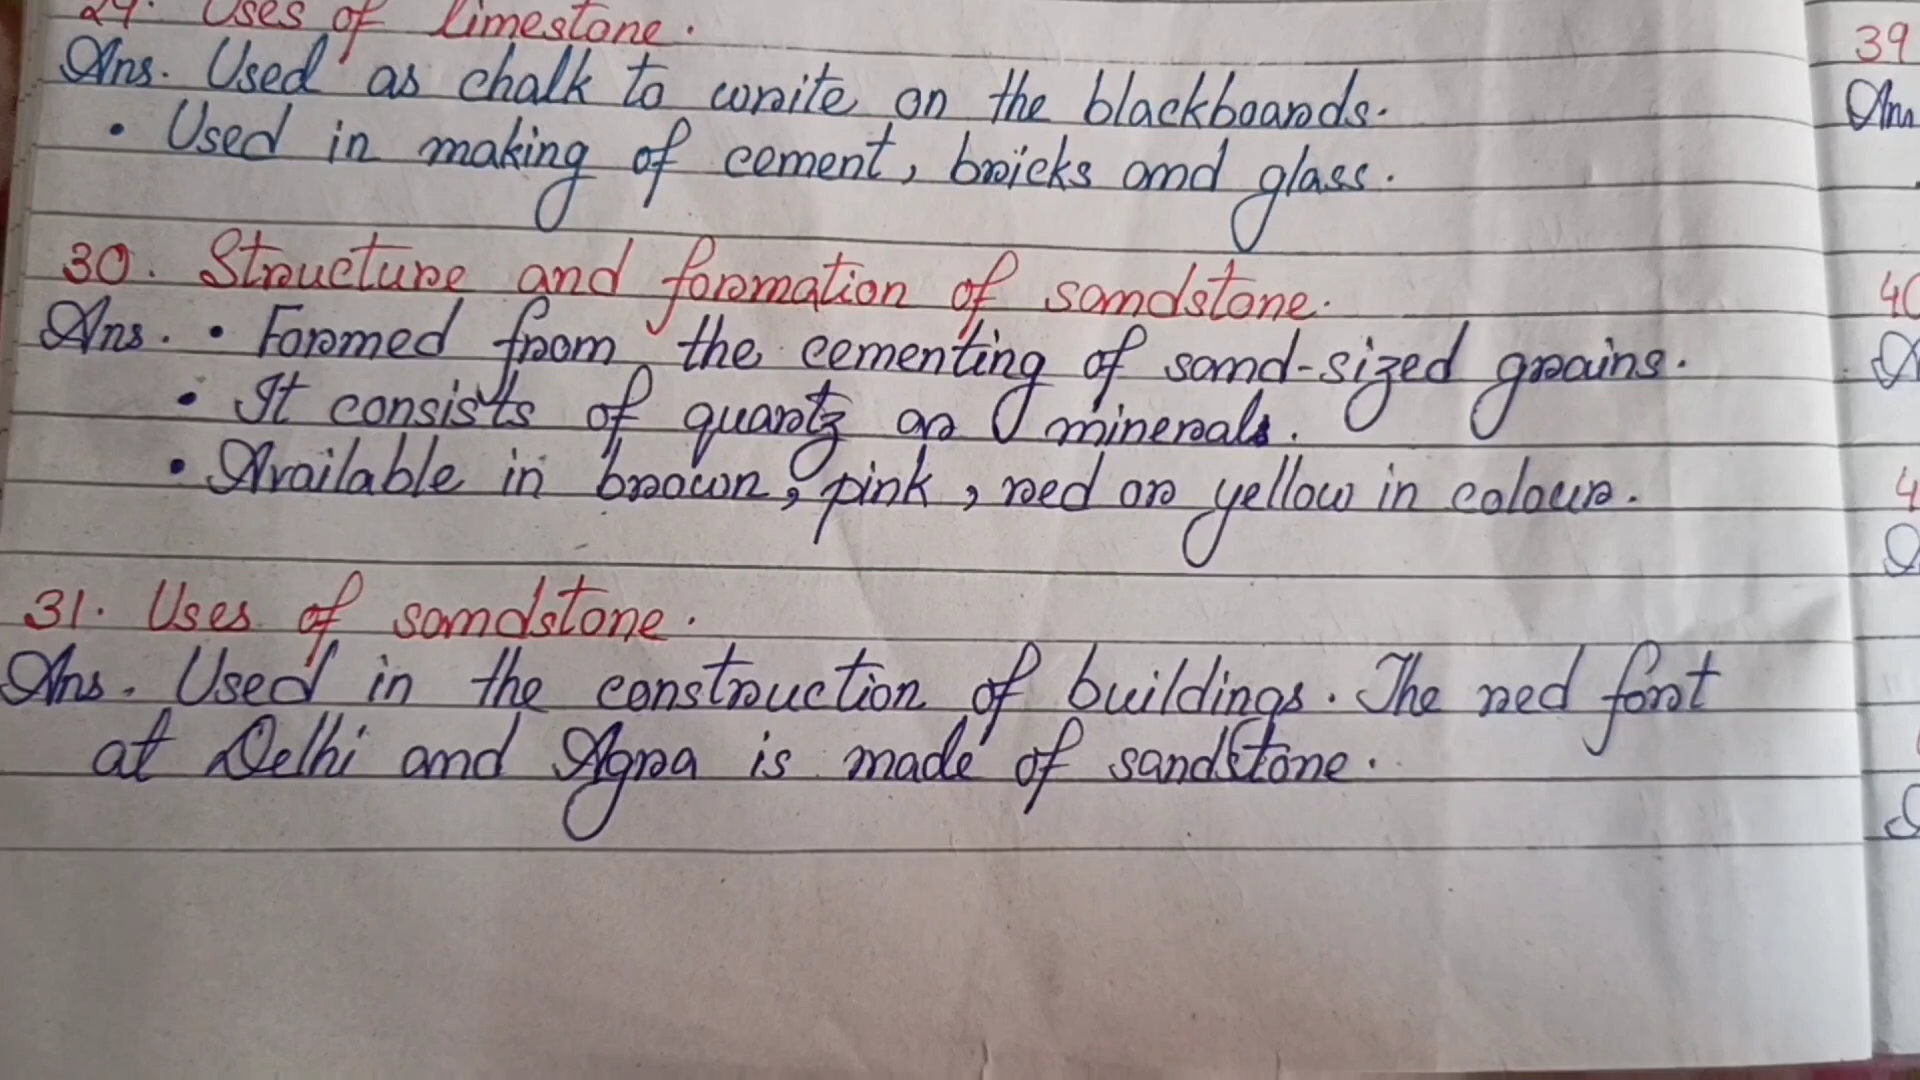 29. Uses of limestone.
Ans. Used as chalk to write on the blackboards.
• Used in making of cement, bricks and glass.
30. Structure and formation of sandstone.
Ans. • Formed from the cementing of sand-sized grains.
• It consists of quartz or minerals.
• Available in brown, pink, red or yellow in colour.
31. Uses of sandstone.
Ans. Used in the construction of buildings. The red fort
at Delhi and Agra is made of sandstone.
39
Ans
40
4